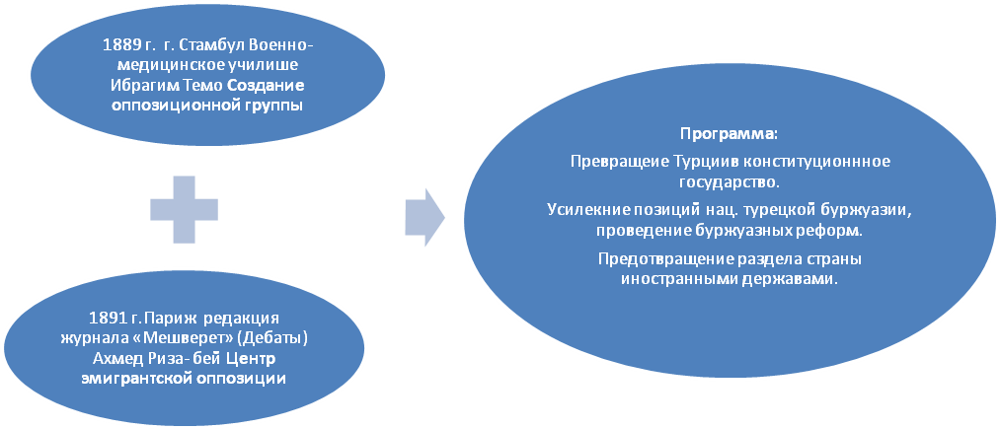 1889 г.  г. Стамбул Военно-
медицинское училише
Ибрагим Темо Создание
оппозиционной группы
1891 г. Париж редакция
журнала «Мешверет» (Дебаты)
Ахмед Риза- бей Центр
эмигрантской оппозиции
Программа:
Превращеие Турциив конституционнное
государство.
Усилекние позиций нац. турецкой буржуазии,
проведение буржуазных реформ.
Предотвращение раздела страны
иностранными державами.